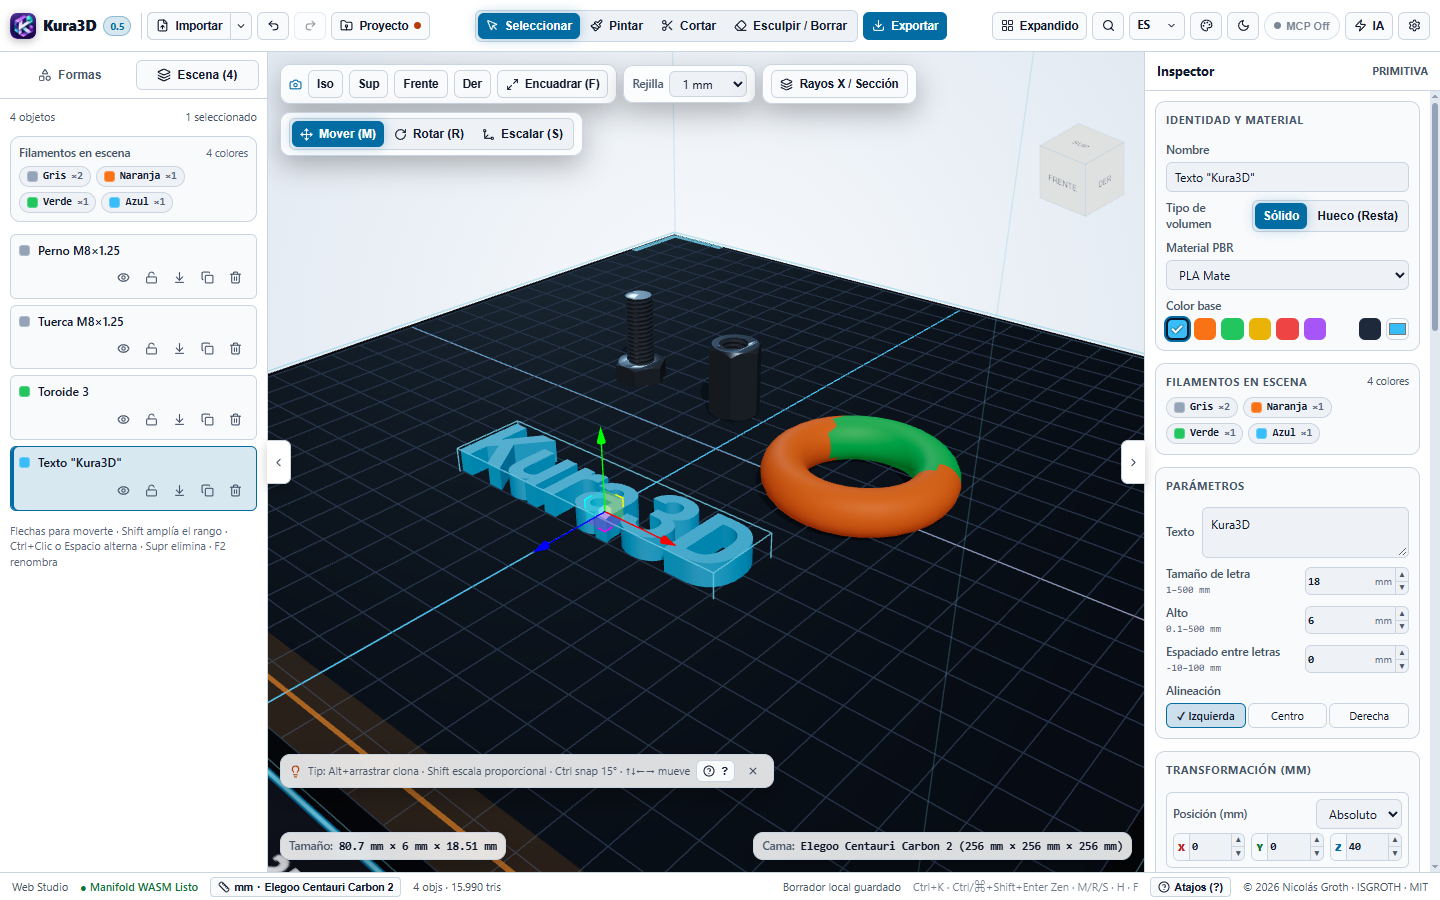 Kura3D 0.5 Importar Proyecto Seleccionar Pintar Cortar Esculpir / Borrar Exportar Expandido ES MCP Off IA
Formas Escena (4)
4 objetos 1 seleccionado
Filamentos en escena 4 colores
Gris ×2 Naranja ×1
Verde ×1 Azul ×1
Perno M8×1.25
Tuerca M8×1.25
Toroide 3
Texto "Kura3D"
Flechas para moverte · Shift amplía el rango ·
Ctrl+Clic o Espacio alterna · Supr elimina · F2
renombra
Iso Sup Frente Der Encuadrar (F) Rejilla 1 mm Rayos X / Sección
Mover (M) Rotar (R) Escalar (S)
FRENTE DER
Kura3D
Tip: Alt+arrastrar clona · Shift escala proporcional · Ctrl snap 15° · ↑↓←→ mueve ? ×
Tamaño: 80.7 mm × 6 mm × 18.51 mm
Cama: Elegoo Centauri Carbon 2 (256 mm × 256 mm × 256 mm)
Inspector PRIMITIVA
IDENTIDAD Y MATERIAL
Nombre
Texto "Kura3D"
Tipo de
volumen
Sólido Hueco (Resta)
Material PBR
PLA Mate
Color base
FILAMENTOS EN ESCENA 4 colores
Gris ×2 Naranja ×1
Verde ×1 Azul ×1
PARÁMETROS
Texto Kura3D
Tamaño de letra
1–500 mm
18 mm
Alto
0.1–500 mm
6 mm
Espaciado entre letras
-10–100 mm
0 mm
Alineación
✓ Izquierda Centro Derecha
TRANSFORMACIÓN (MM)
Posición (mm) Absoluto
X 0 Y 0 Z 40
Web Studio ● Manifold WASM Listo mm · Elegoo Centauri Carbon 2 4 objs · 15.990 tris Borrador local guardado Ctrl+K · Ctrl/⌘+Shift+Enter Zen · M/R/S · H · F Atajos (?) © 2026 Nicolás Groth · ISGROTH · MIT